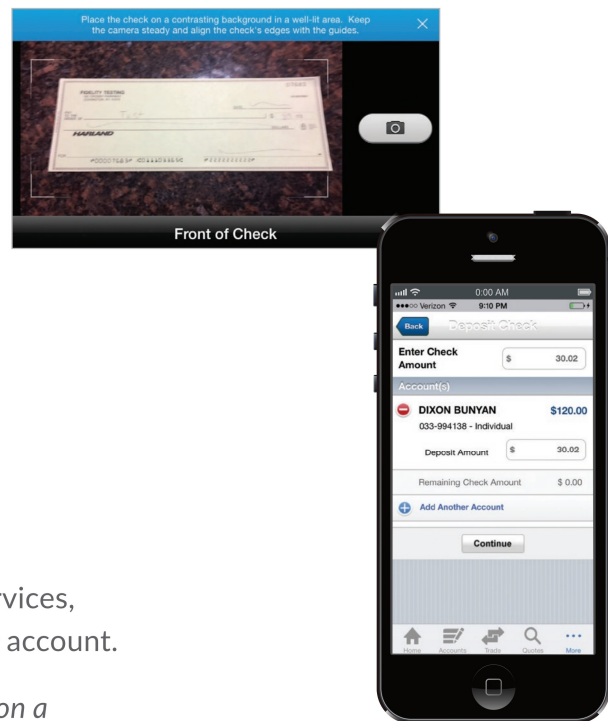 Place the check on a contrasting background in a well-lit area. Keep
the camera steady and align the check's edges with the guides.
FIDELITY TESTING
HARLAND
Front of Check
0:00 AM
Verizon 9:10 PM
Back Deposit Check
Enter Check
Amount
$ 30.02
Account(s)
DIXON BUNYAN $120.00
033-994138 - Individual
Deposit Amount $ 30.02
Remaining Check Amount $ 0.00
Add Another Account
Continue
Home Accounts Trade Quotes More
rvices,
account.
on a